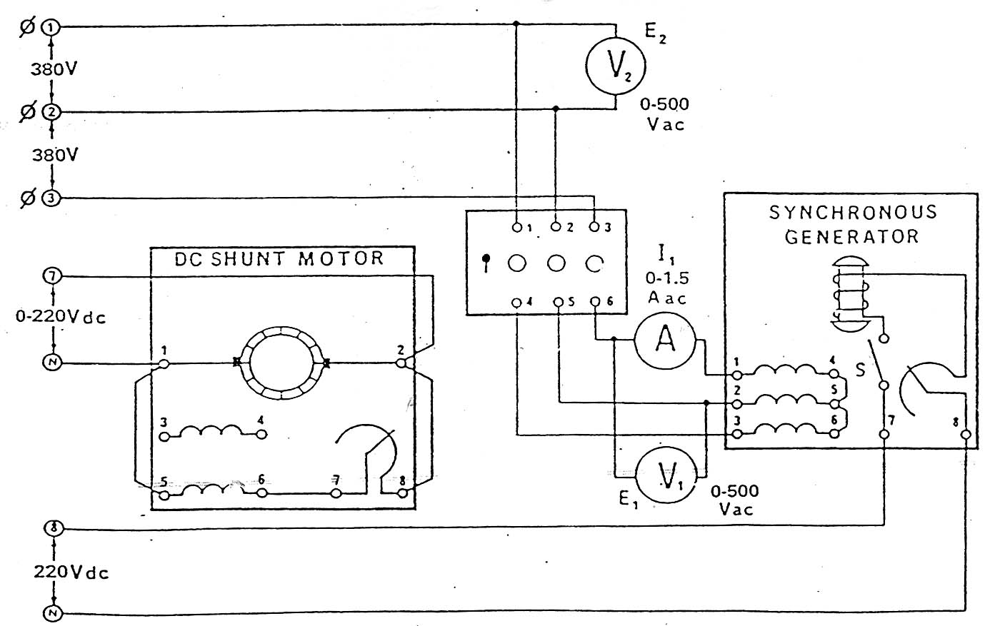 Ø 1
E2
380V
V2
Ø 2
0-500
Vac
380V
Ø 3
SYNCHRONOUS
GENERATOR
1 2 3
I1
0-1.5
Aac
DC SHUNT MOTOR
7
4 5 6
0-220Vdc
A
1 2
N
1 4
S
2 5
3 6
7 8
3 4
5 6 7 8
V1
E1
0-500
Vac
8
220Vdc
N